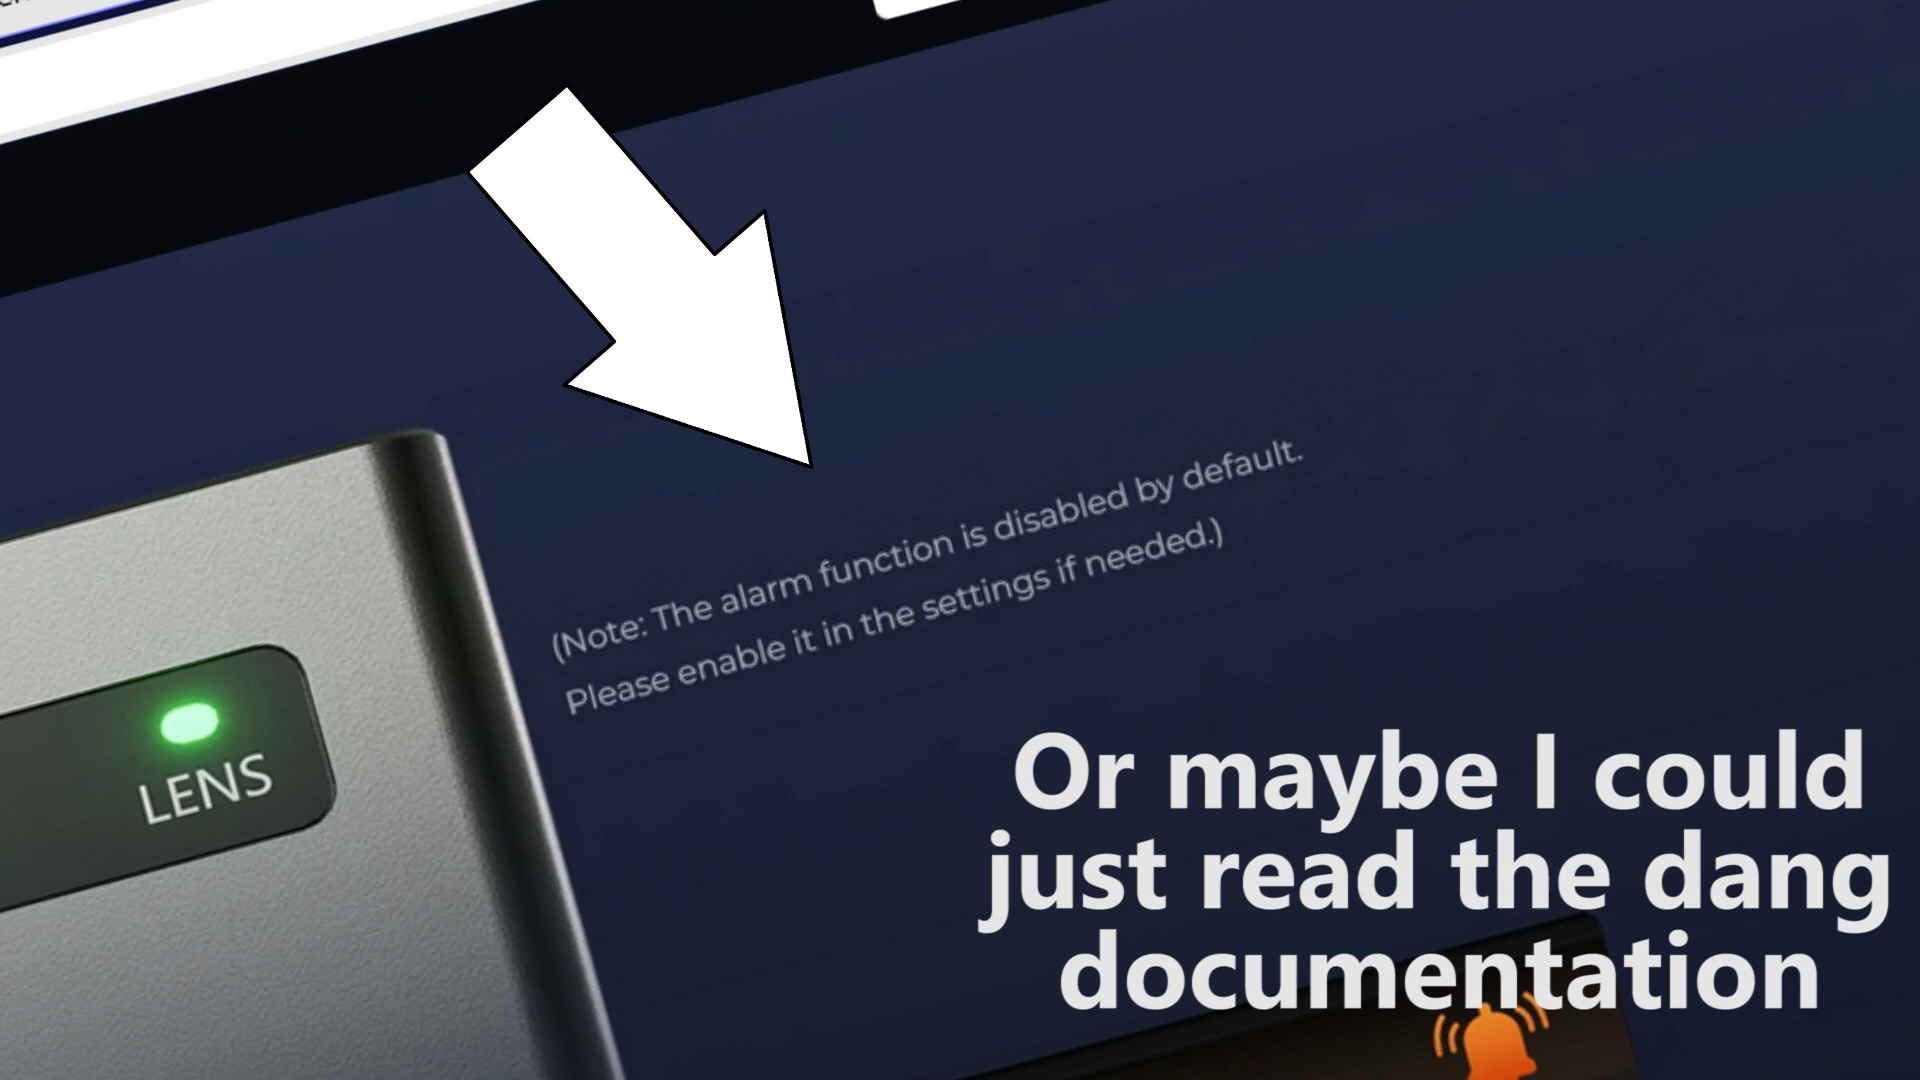 (Note: The alarm function is disabled by default.
Please enable it in the settings if needed.)
LENS
Or maybe I could
just read the dang
documentation